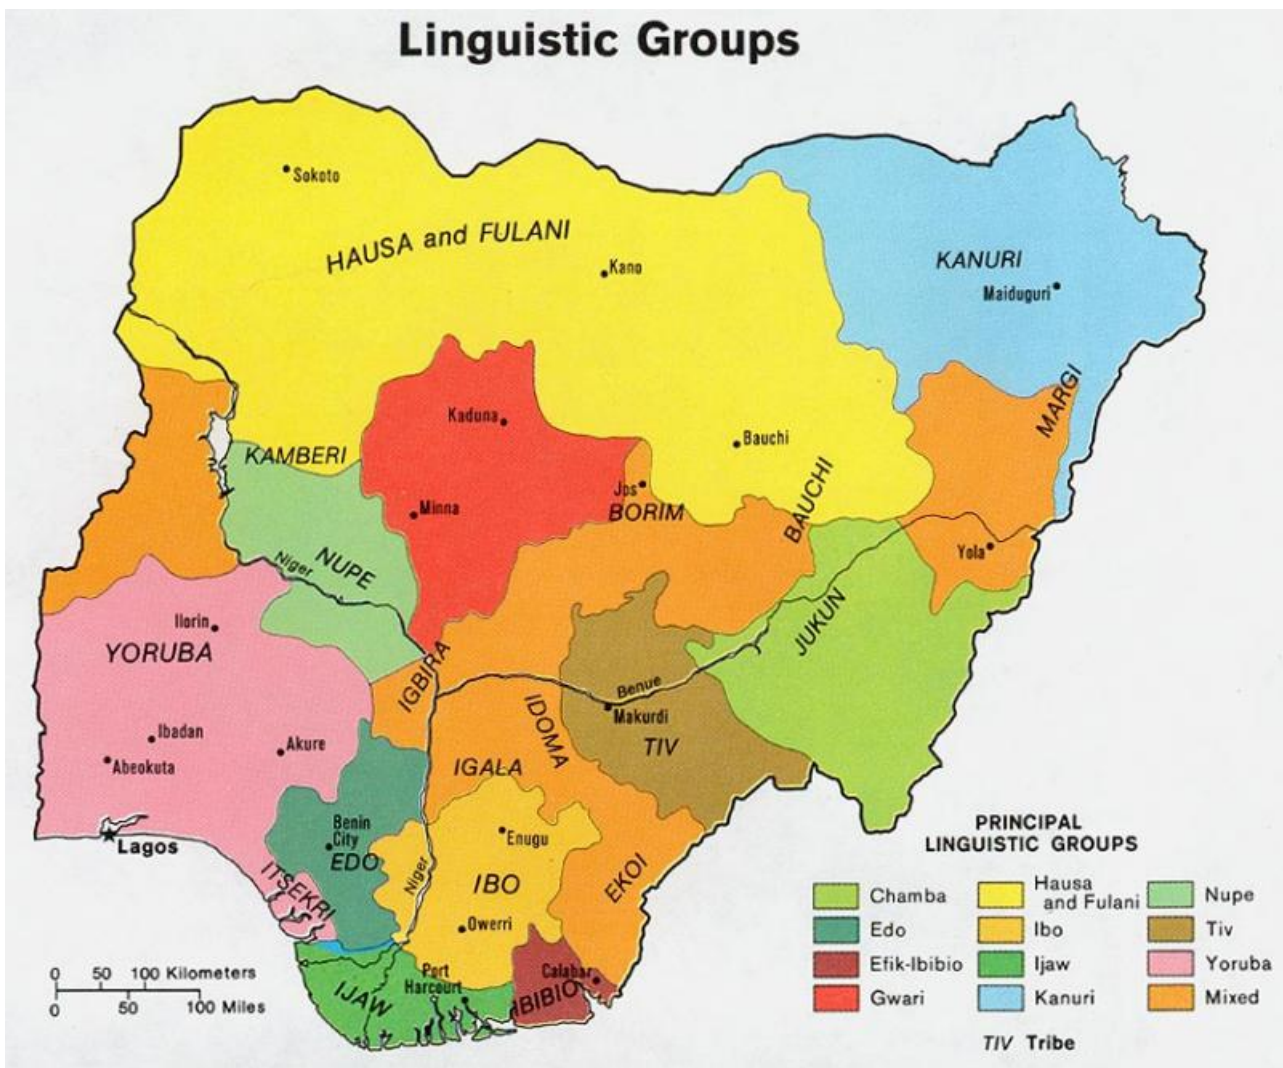 Linguistic Groups
Sokoto
HAUSA and FULANI
Kano
KANURI
Maiduguri
MARGI
Kaduna
Bauchi
KAMBERI
BAUCHI
Jos
BORIM
Minna
Niger
NUPE
Yola
Ilorin
YORUBA
JUKUN
IGBIRA
Benue
Makurdi
IDOMA
TIV
Ibadan
Akure
Abeokuta
IGALA
Lagos
Benin
City
EDO
Enugu
Niger
IBO
EKOI
ITSEKRI
Owerri
Port
Harcourt
Calabar
IJAW
IBIBIO
0 50 100 Kilometers
0 50 100 Miles
PRINCIPAL
LINGUISTIC GROUPS
Chamba
Edo
Efik-Ibibio
Gwari
Hausa
and Fulani
Ibo
Ijaw
Kanuri
Nupe
Tiv
Yoruba
Mixed
TIV Tribe